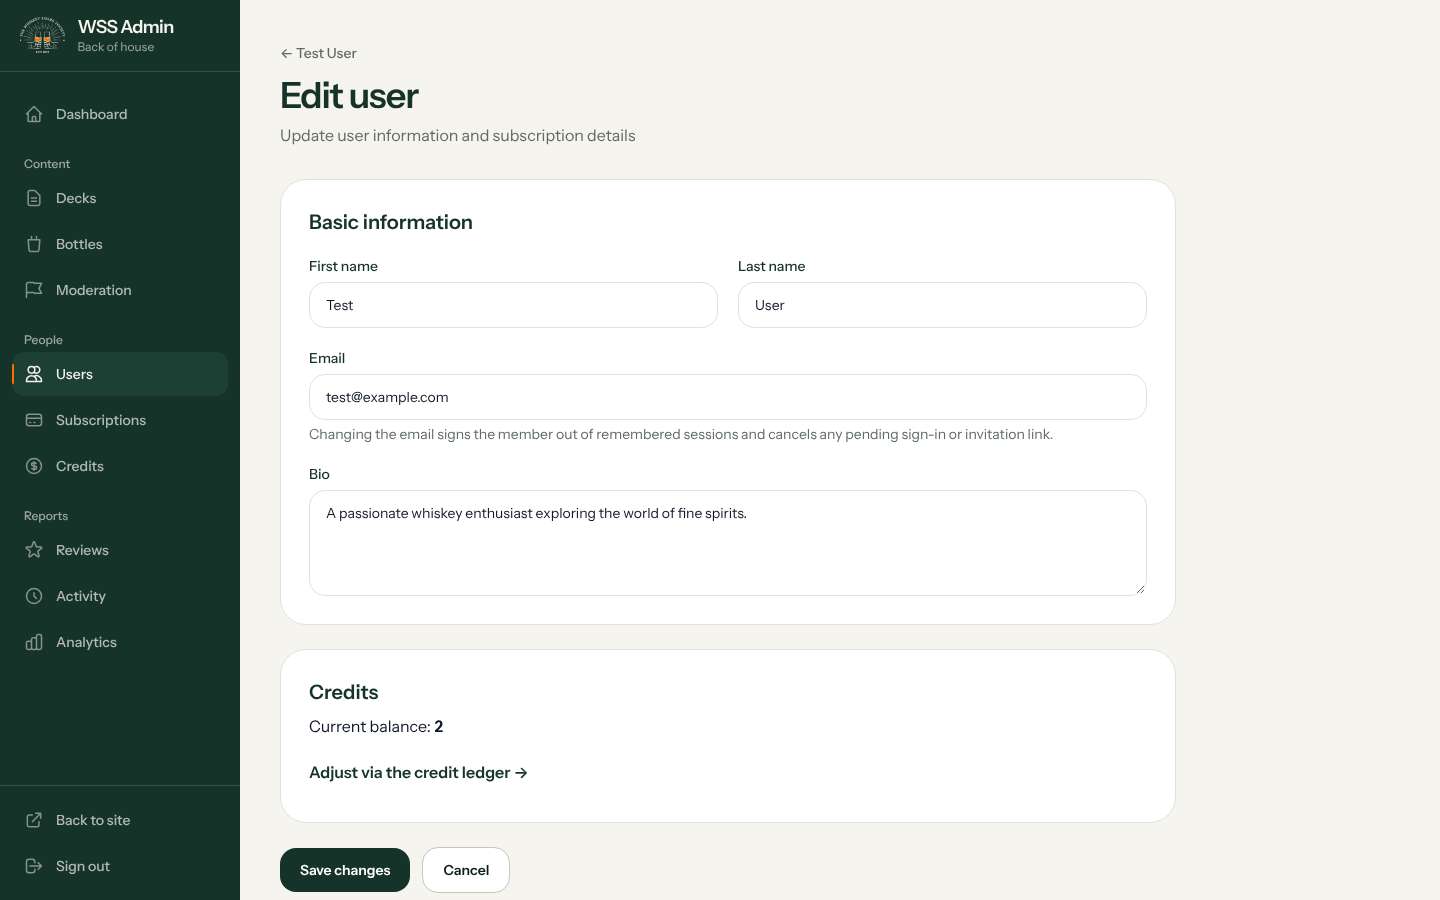 WSS Admin
Back of house
Dashboard
Content
Decks
Bottles
Moderation
People
Users
Subscriptions
Credits
Reports
Reviews
Activity
Analytics
Back to site
Sign out
← Test User
Edit user
Update user information and subscription details
Basic information
First name
Last name
Test
User
Email
test@example.com
Changing the email signs the member out of remembered sessions and cancels any pending sign-in or invitation link.
Bio
A passionate whiskey enthusiast exploring the world of fine spirits.
Credits
Current balance: 2
Adjust via the credit ledger →
Save changes
Cancel